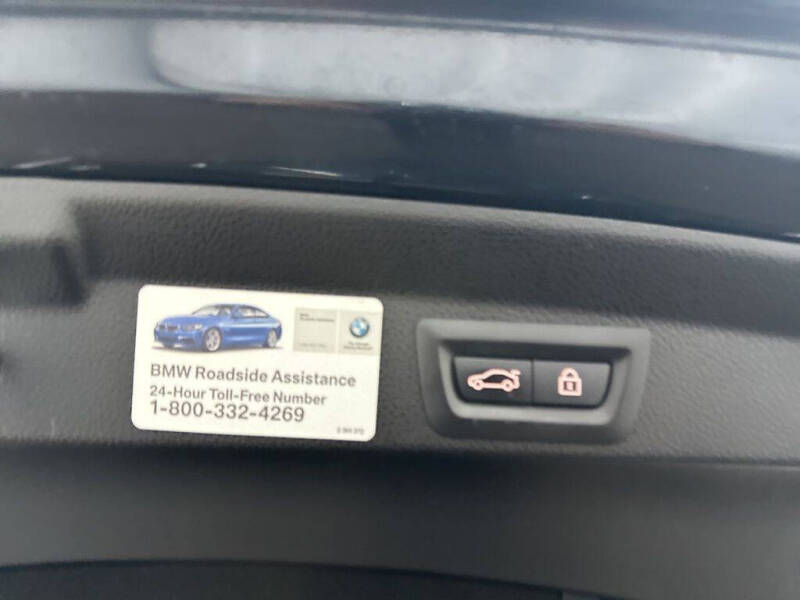 BMW Roadside Assistance
24-Hour Toll-Free Number
1-800-332-4269